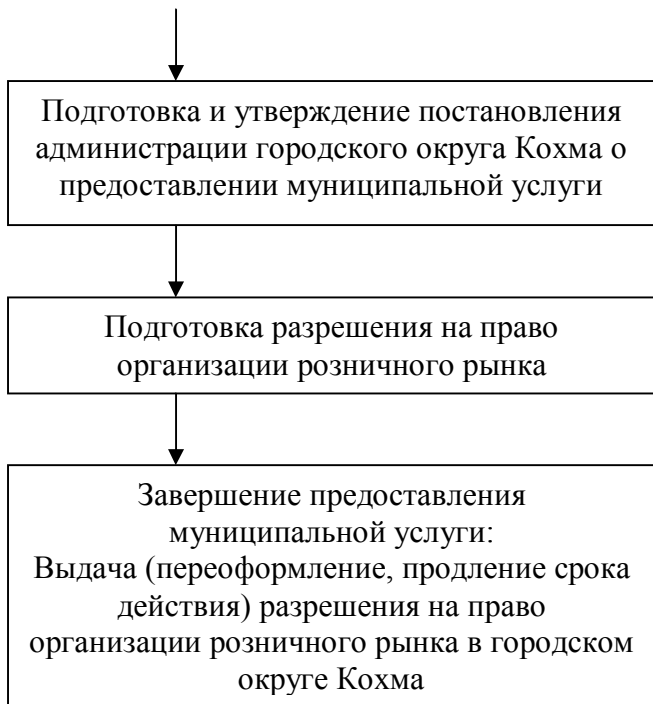 Подготовка и утверждение постановления
администрации городского округа Кохма о
предоставлении муниципальной услуги
Подготовка разрешения на право
организации розничного рынка
Завершение предоставления
муниципальной услуги:
Выдача (переоформление, продление срока
действия) разрешения на право
организации розничного рынка в городском
округе Кохма